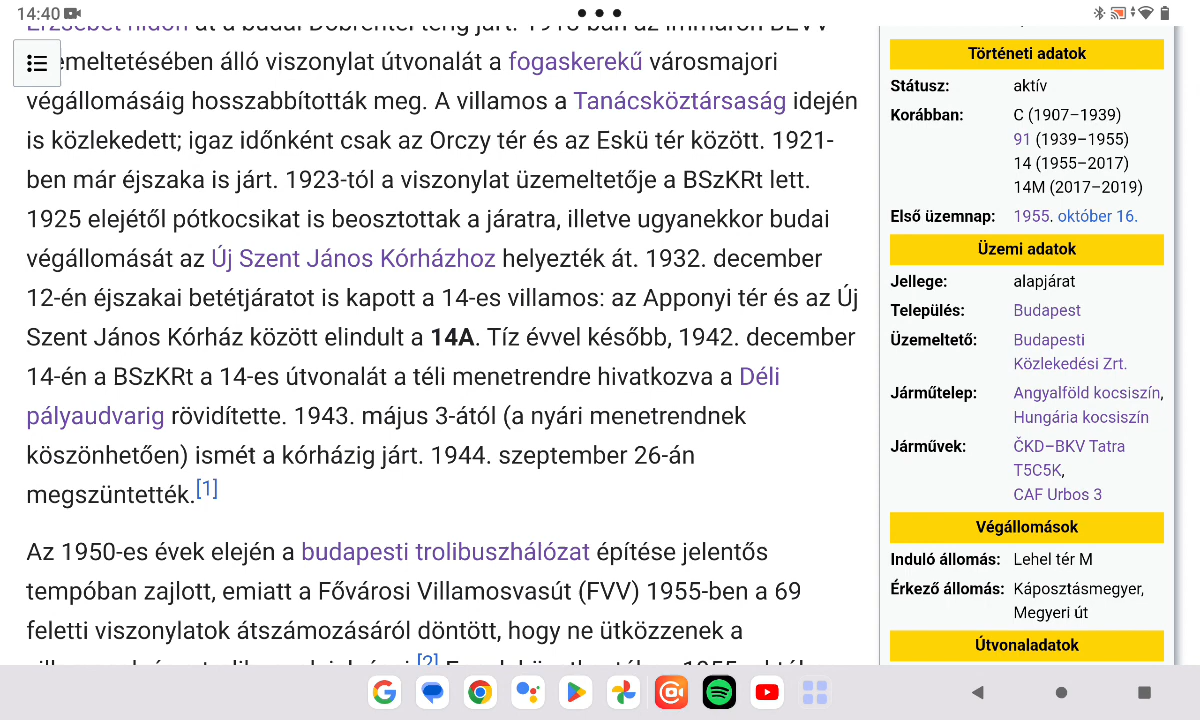 14:40
Erzsébet hídon át a budai Döbrentei térig járt. 1918-ban az immáron BEVV
emeltetésében álló viszonylat útvonalát a fogaskerekű városmajori
végállomásáig hosszabbították meg. A villamos a Tanácsköztársaság idején
is közlekedett; igaz időnként csak az Orczy tér és az Eskü tér között. 1921-
ben már éjszaka is járt. 1923-tól a viszonylat üzemeltetője a BSzKRt lett.
1925 elejétől pótkocsikat is beosztottak a járatra, illetve ugyanekkor budai
végállomását az Új Szent János Kórházhoz helyezték át. 1932. december
12-én éjszakai betétjáratot is kapott a 14-es villamos: az Apponyi tér és az Új
Szent János Kórház között elindult a 14A. Tíz évvel később, 1942. december
14-én a BSzKRt a 14-es útvonalát a téli menetrendre hivatkozva a Déli
pályaudvarig rövidítette. 1943. május 3-ától (a nyári menetrendnek
köszönhetően) ismét a kórházig járt. 1944. szeptember 26-án
megszüntették.[1]
Az 1950-es évek elején a budapesti trolibuszhálózat építése jelentős
tempóban zajlott, emiatt a Fővárosi Villamosvasút (FVV) 1955-ben a 69
feletti viszonylatok átszámozásáról döntött, hogy ne ütközzenek a
[2]
Történeti adatok
Státusz: aktív
Korábban: C (1907–1939)
91 (1939–1955)
14 (1955–2017)
14M (2017–2019)
Első üzemnap: 1955. október 16.
Üzemi adatok
Jellege: alapjárat
Település: Budapest
Üzemeltető: Budapesti
Közlekedési Zrt.
Járműtelep: Angyalföld kocsiszín,
Hungária kocsiszín
Járművek: ČKD–BKV Tatra
T5C5K,
CAF Urbos 3
Végállomások
Induló állomás: Lehel tér M
Érkező állomás: Káposztásmegyer,
Megyeri út
Útvonaladatok